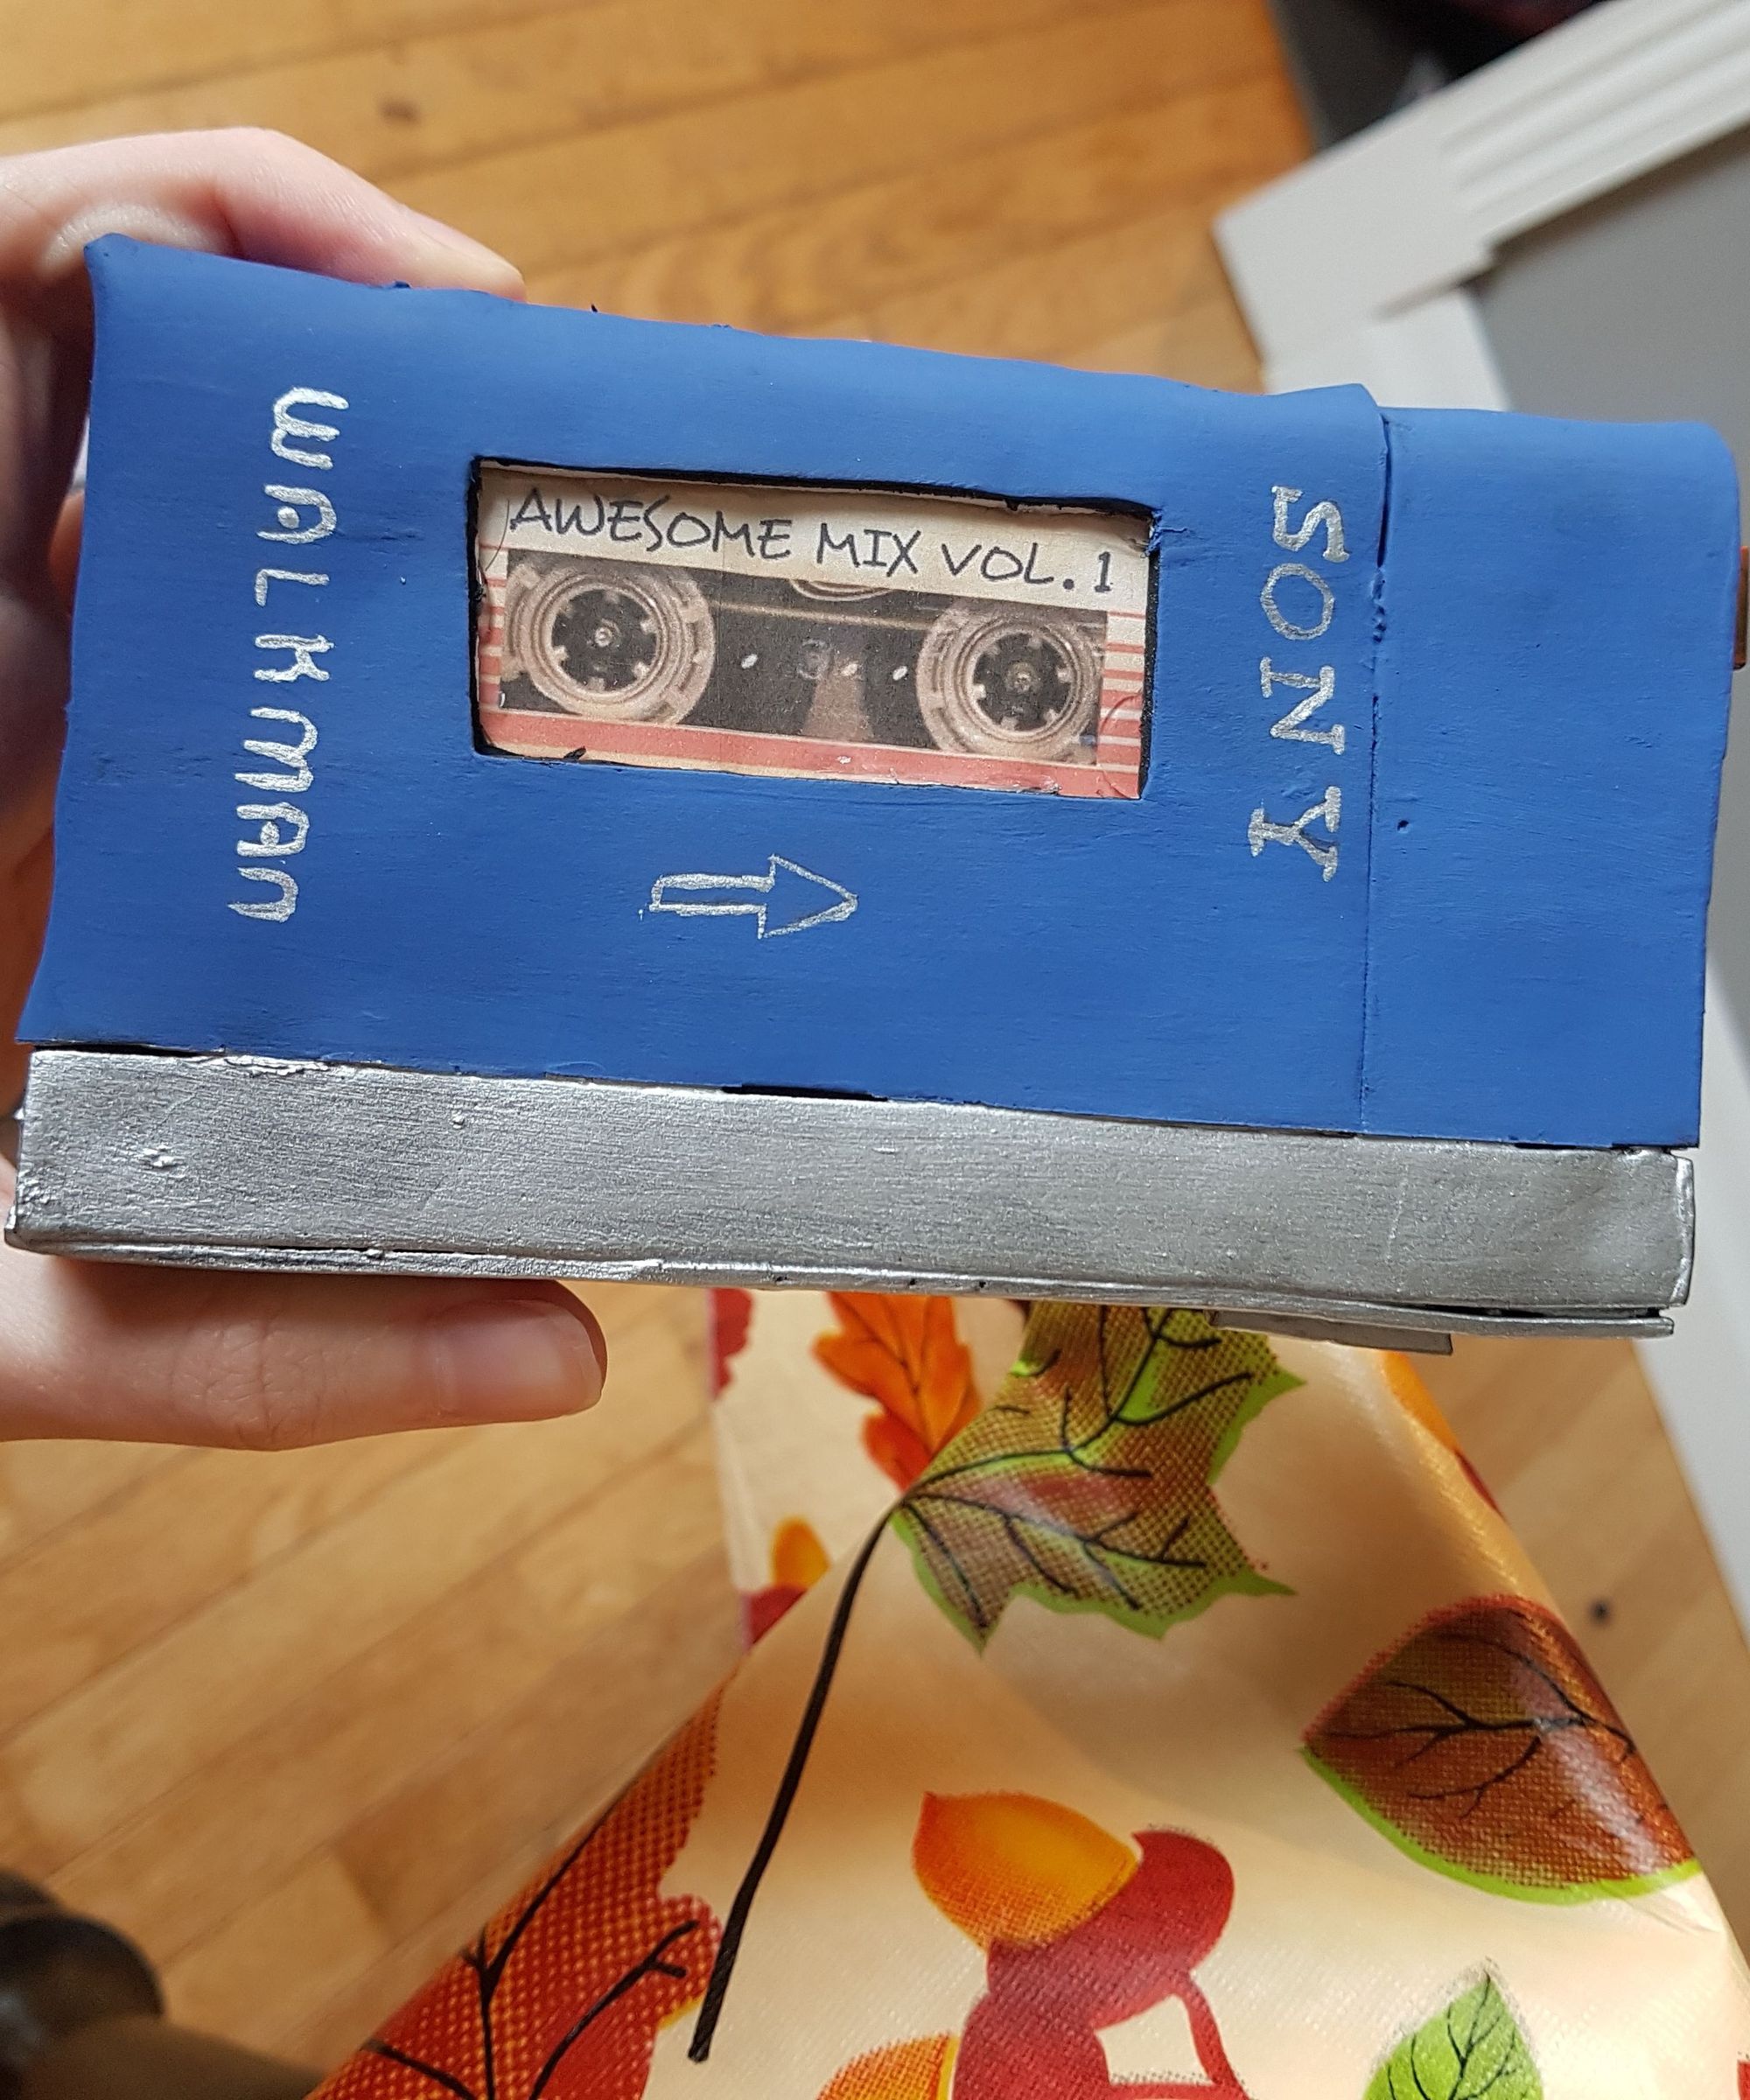 AWESOME MIX VOL. 1
SONY
WALKMAN